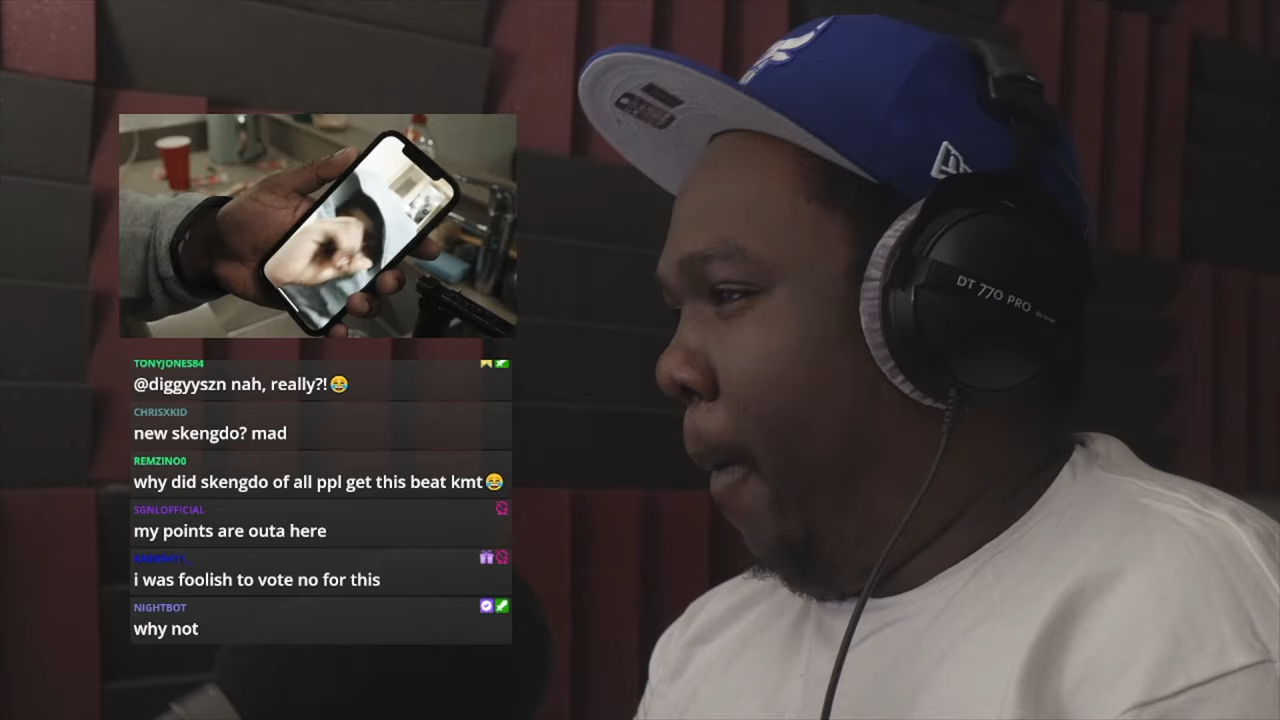 DT 770 PRO
TONYJONES84
@diggyyszn nah, really?!😂
CHRISXKID
new skengdo? mad
REMZINO0
why did skengdo of all ppl get this beat kmt😂
SGNLOFFICIAL
my points are outa here
i was foolish to vote no for this
NIGHTBOT
why not